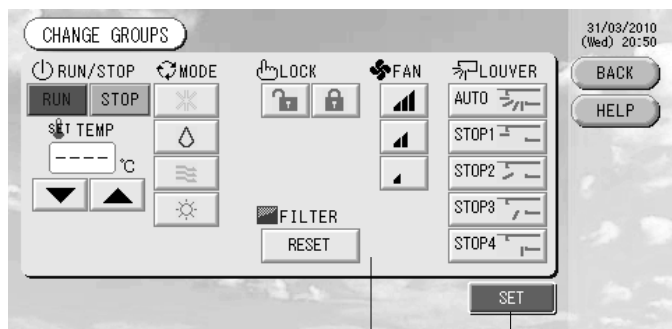 CHANGE GROUPS
31/03/2010
(Wed) 20:50
BACK
HELP
RUN/STOP
MODE
LOCK
FAN
LOUVER
RUN
STOP
AUTO
SET TEMP
STOP1
----°C
STOP2
STOP3
FILTER
RESET
STOP4
SET